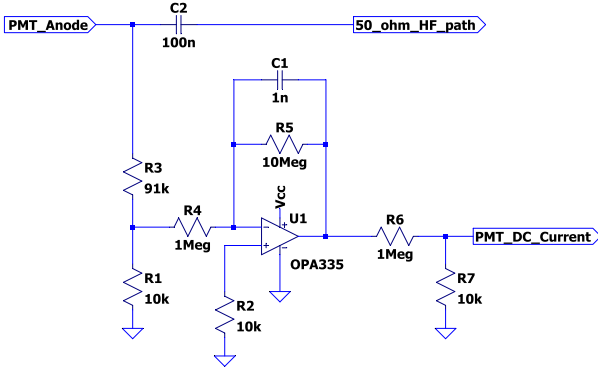 C2
PMT_Anode
50_ohm_HF_path
100n
C1
1n
R5
10Meg
R3
91k
Vcc
R4
U1
R6
PMT_DC_Current
1Meg
1Meg
OPA335
R1
10k
R2
10k
R7
10k